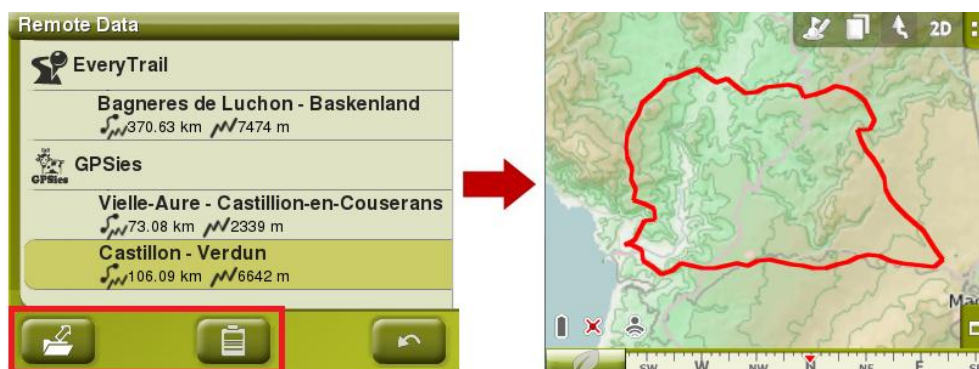 Remote Data
EveryTrail
Bagneres de Luchon - Baskenland
370.63 km 7474 m
GPSies
GPSies
Vielle-Aure - Castillion-en-Couserans
73.08 km 2339 m
Castillon - Verdun
106.09 km 6642 m
2D
SW W NW N NE E